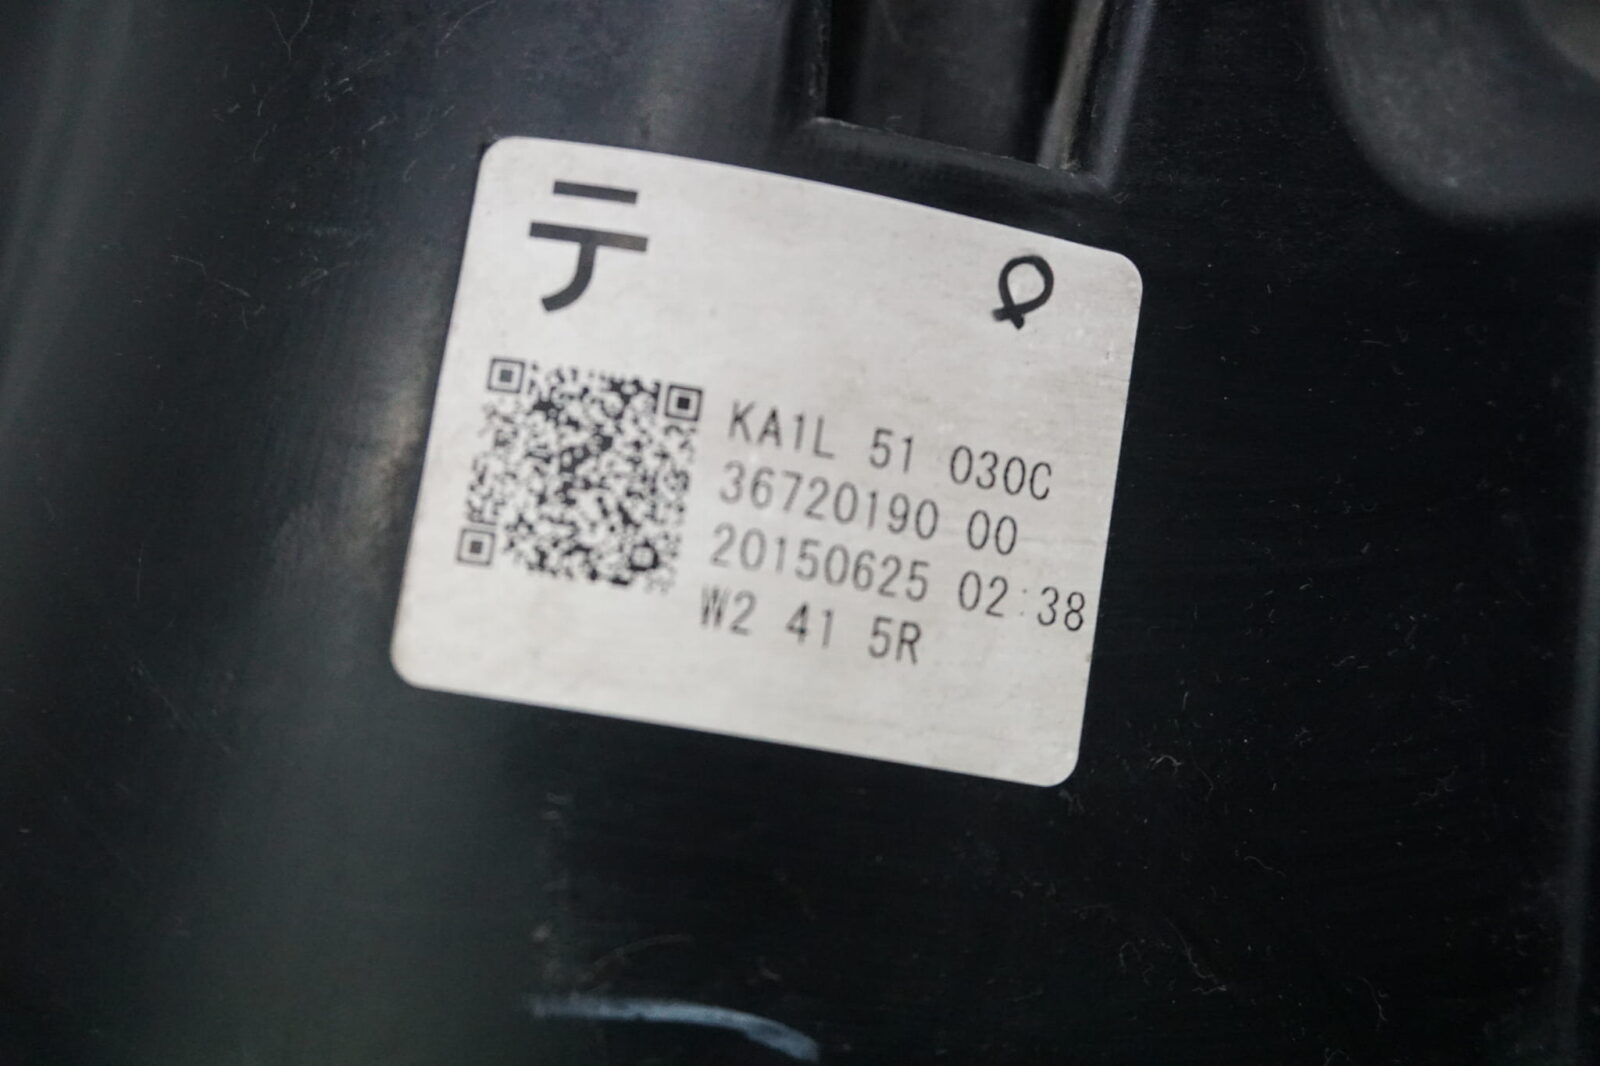 テ
KA1L 51 030C
36720190 00
20150625 02:38
W2 41 5R